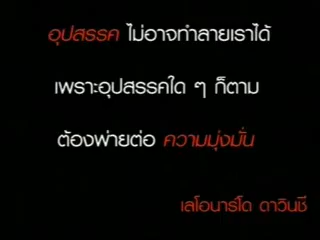 อุปสรรค ไม่อาจทำลายเราได้
เพราะอุปสรรคใด ๆ ก็ตาม
ต้องพ่ายต่อ ความมุ่งมั่น
เลโอนาร์โด ดาวินชี